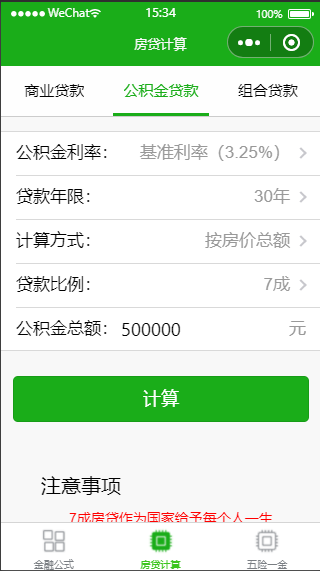 ●●●●● WeChat 15:34 100%
房贷计算
商业贷款 公积金贷款 组合贷款
公积金利率： 基准利率（3.25%）
贷款年限： 30年
计算方式： 按房价总额
贷款比例： 7成
公积金总额： 500000 元
计算
注意事项
7成房贷作为国家给予每个人一生
金融公式 房贷计算 五险一金